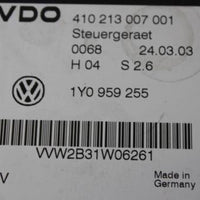 VDO 410 213 007 001
Steuergeraet
0068 24.03.03
H 04 S 2.6
1Y0 959 255
VVW2B31W06261
V Made in
Germany